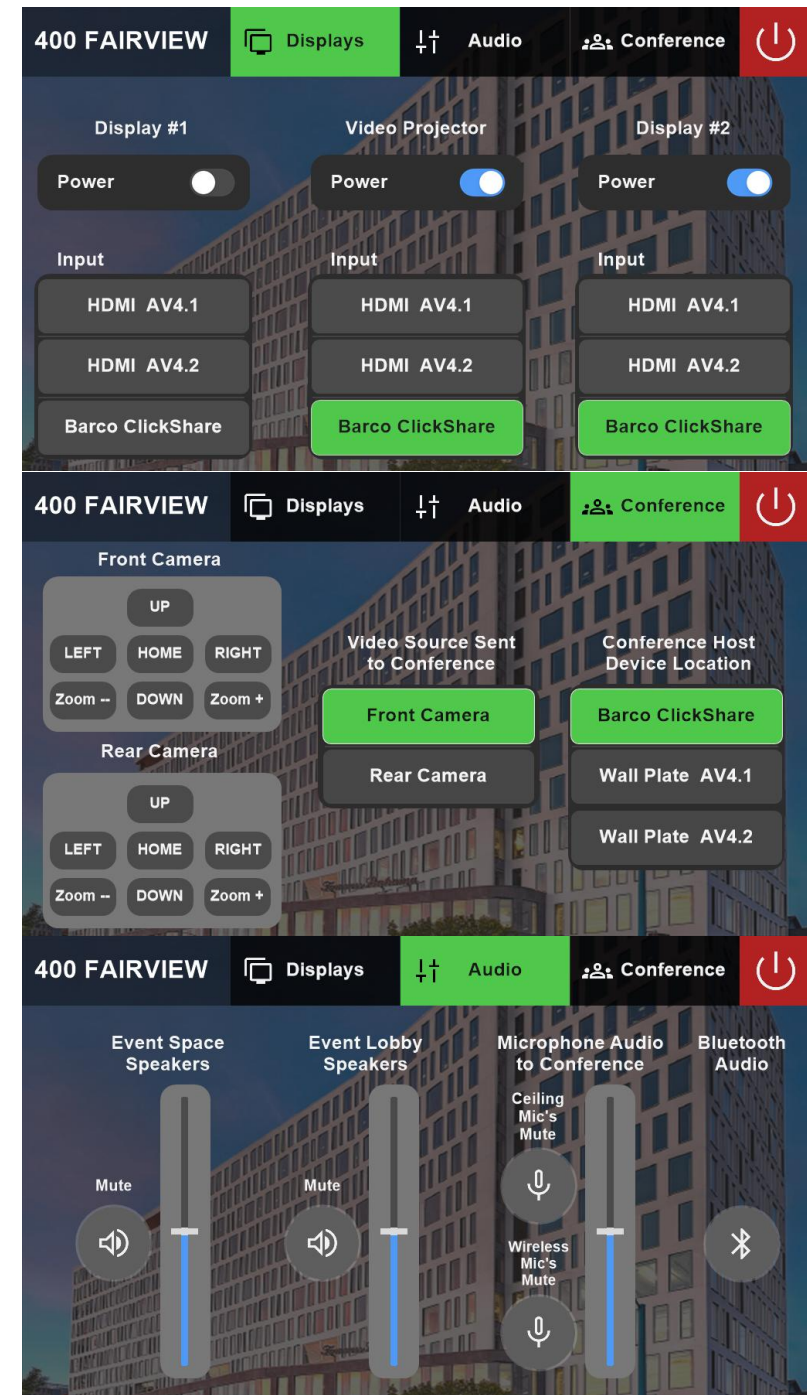 400 FAIRVIEW Displays Audio Conference
Display #1 Video Projector Display #2
Power Power Power
Input Input Input
HDMI AV4.1 HDMI AV4.1 HDMI AV4.1
HDMI AV4.2 HDMI AV4.2 HDMI AV4.2
Barco ClickShare Barco ClickShare Barco ClickShare
400 FAIRVIEW Displays Audio Conference
Front Camera
UP
LEFT HOME RIGHT
Zoom -- DOWN Zoom +
Rear Camera
UP
LEFT HOME RIGHT
Zoom -- DOWN Zoom +
Video Source Sent
to Conference
Front Camera
Rear Camera
Conference Host
Device Location
Barco ClickShare
Wall Plate AV4.1
Wall Plate AV4.2
400 FAIRVIEW Displays Audio Conference
Event Space
Speakers
Mute
Event Lobby
Speakers
Mute
Microphone Audio
to Conference
Ceiling
Mic's
Mute
Wireless
Mic's
Mute
Bluetooth
Audio